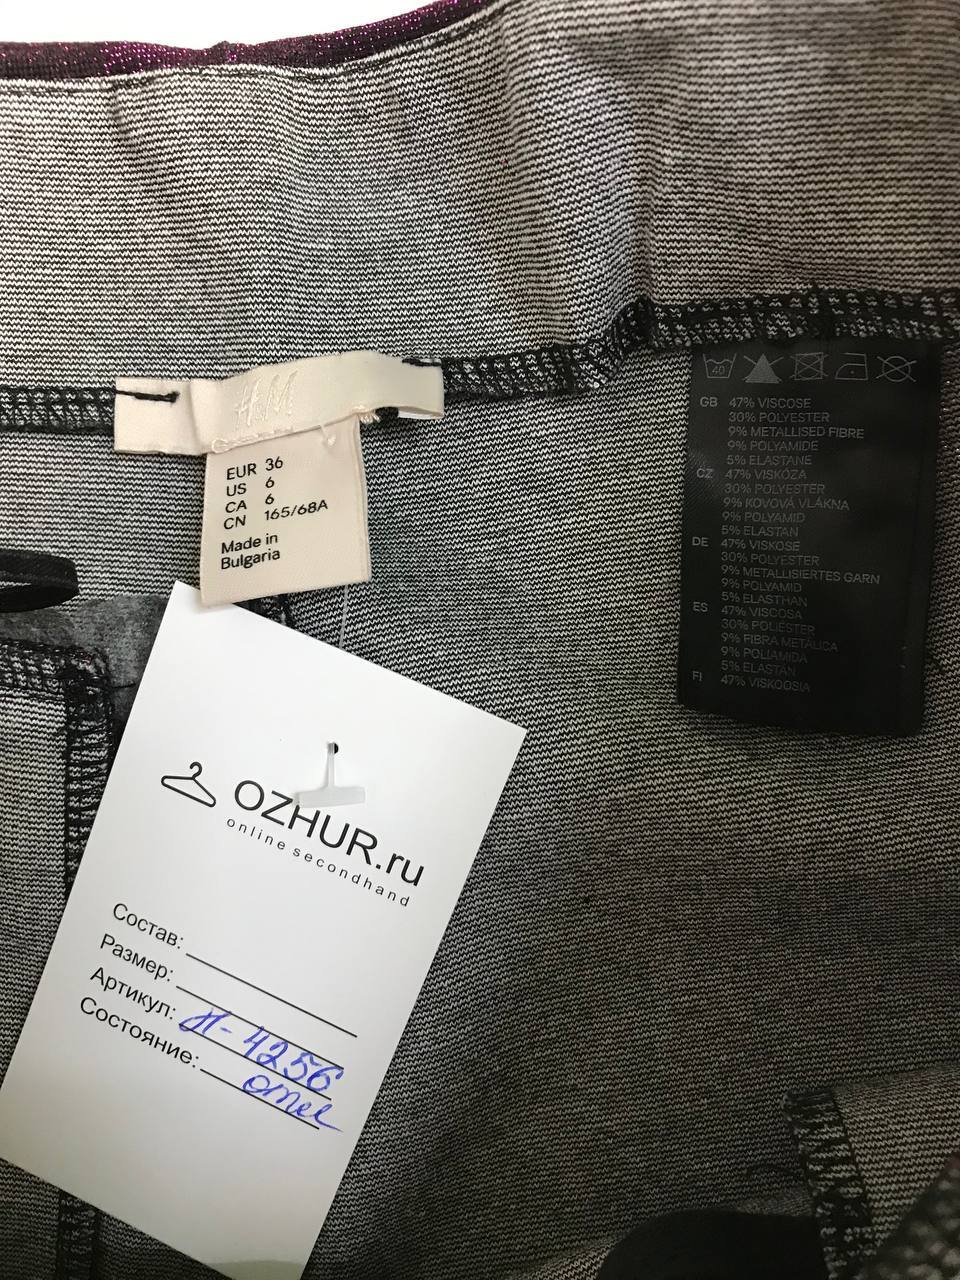 H&M
EUR 36
US 6
CA 6
CN 165/68A
Made in
Bulgaria
40
GB 47% VISCOSE
30% POLYESTER
9% METALLISED FIBRE
9% POLYAMIDE
5% ELASTANE
CZ 47% VISKÓZA
30% POLYESTER
9% KOVOVÁ VLÁKNA
9% POLYAMID
5% ELASTAN
DE 47% VISKOSE
30% POLYESTER
9% METALLISIERTES GARN
9% POLYAMID
5% ELASTHAN
ES 47% VISCOSA
30% POLIÉSTER
9% FIBRA METÁLICA
9% POLIAMIDA
5% ELASTÁN
FI 47% VISKOOSIA
OZHUR.ru
online secondhand
Состав:
Размер:
Артикул: Л-4256
Состояние: отл